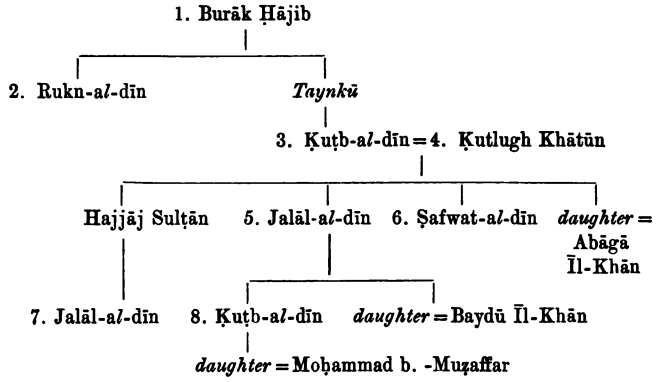 1. Burāk Ḥājib
2. Rukn-al-dīn Taynkū
3. Ḳuṭb-al-dīn=4. Ḳutlugh Khātūn
Hajjāj Sulṭān 5. Jalāl-al-dīn 6. Ṣafwat-al-dīn daughter=
Abāgā
Īl-Khān
7. Jalāl-al-dīn 8. Ḳuṭb-al-dīn daughter=Baydū Īl-Khān
daughter=Moḥammad b. -Muẓaffar